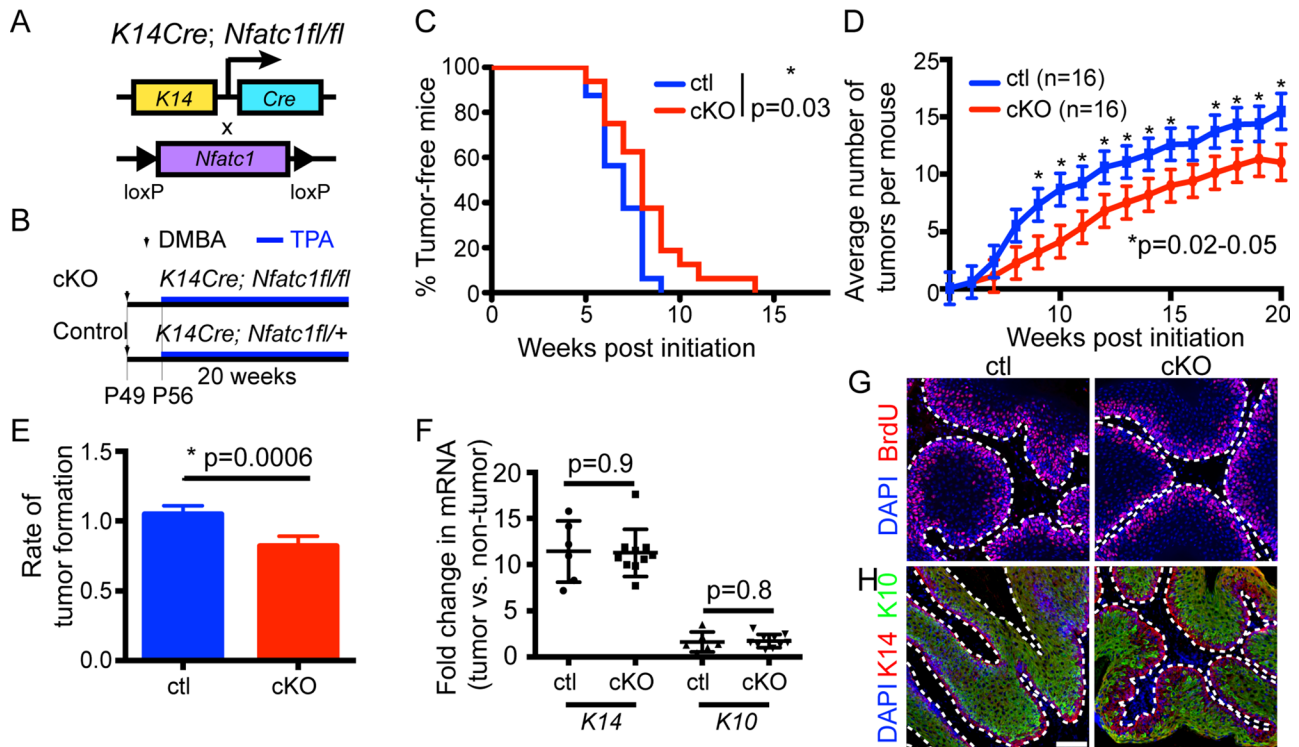 A
K14Cre; Nfatc1fl/fl
K14
Cre
x
Nfatc1
loxP
loxP
B
DMBA
TPA
cKO
K14Cre; Nfatc1fl/fl
Control
K14Cre; Nfatc1fl/+
20 weeks
P49 P56
C
% Tumor-free mice
100
80
60
40
20
0
0
5
10
15
Weeks post initiation
ctl
cKO
*
p=0.03
D
Average number of
tumors per mouse
25
15
5
0
10
15
20
Weeks post initiation
ctl (n=16)
cKO (n=16)
* * * * * * * * * * *
*p=0.02-0.05
E
Rate of
tumor formation
1.5
1.0
0.5
0.0
* p=0.0006
ctl
cKO
F
Fold change in mRNA
(tumor vs. non-tumor)
20
15
10
5
0
p=0.9
p=0.8
ctl
cKO
ctl
cKO
K14
K10
G
ctl
cKO
DAPI BrdU
H
DAPI K14 K10